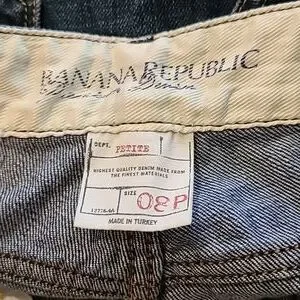 BANANA REPUBLIC
DEPT. PETITE
HIGHEST QUALITY DENIM MADE FROM
THE FINEST MATERIALS
SIZE 08P
MADE IN TURKEY